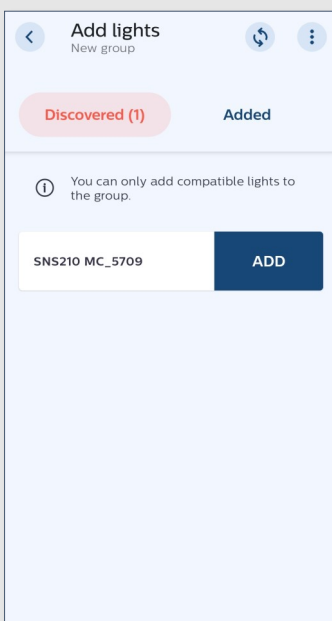 Add lights
New group
Discovered (1)
Added
You can only add compatible lights to
the group.
SNS210 MC_5709
ADD